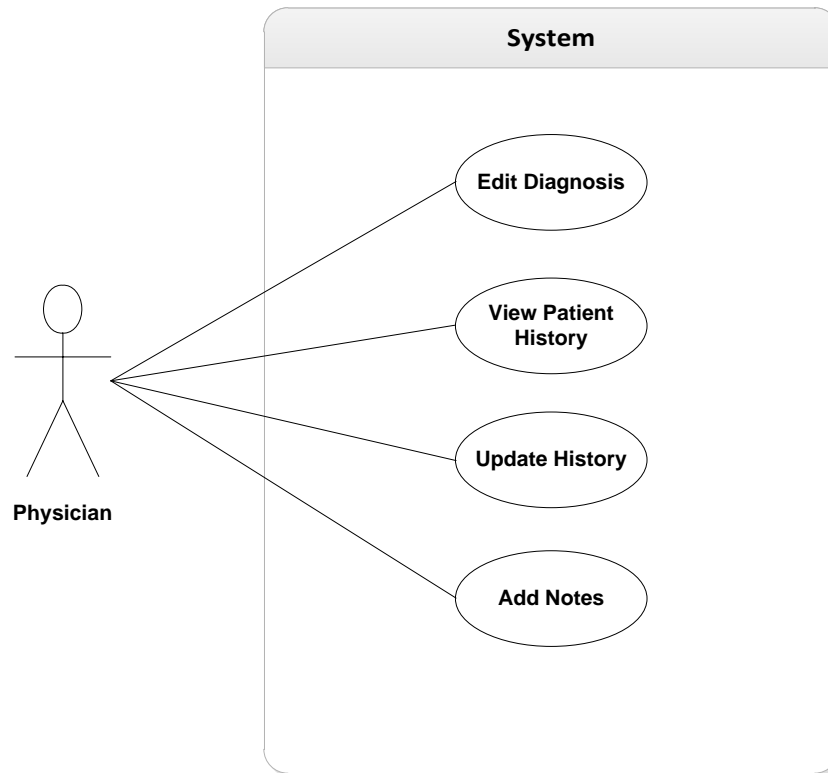 System
Edit Diagnosis
View Patient
History
Update History
Physician
Add Notes